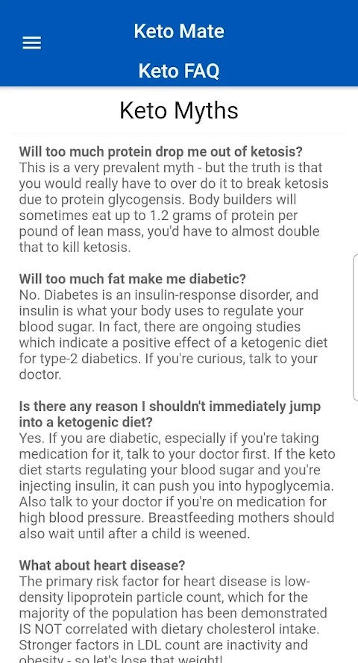 Keto Mate
Keto FAQ
Keto Myths
Will too much protein drop me out of ketosis?
This is a very prevalent myth - but the truth is that
you would really have to over do it to break ketosis
due to protein glycogensis. Body builders will
sometimes eat up to 1.2 grams of protein per
pound of lean mass, you'd have to almost double
that to kill ketosis.
Will too much fat make me diabetic?
No. Diabetes is an insulin-response disorder, and
insulin is what your body uses to regulate your
blood sugar. In fact, there are ongoing studies
which indicate a positive effect of a ketogenic diet
for type-2 diabetics. If you're curious, talk to your
doctor.
Is there any reason I shouldn't immediately jump
into a ketogenic diet?
Yes. If you are diabetic, especially if you're taking
medication for it, talk to your doctor first. If the keto
diet starts regulating your blood sugar and you're
injecting insulin, it can push you into hypoglycemia.
Also talk to your doctor if you're on medication for
high blood pressure. Breastfeeding mothers should
also wait until after a child is weened.
What about heart disease?
The primary risk factor for heart disease is low-
density lipoprotein particle count, which for the
majority of the population has been demonstrated
IS NOT correlated with dietary cholesterol intake.
Stronger factors in LDL count are inactivity and
obesity - so let's lose that weight!